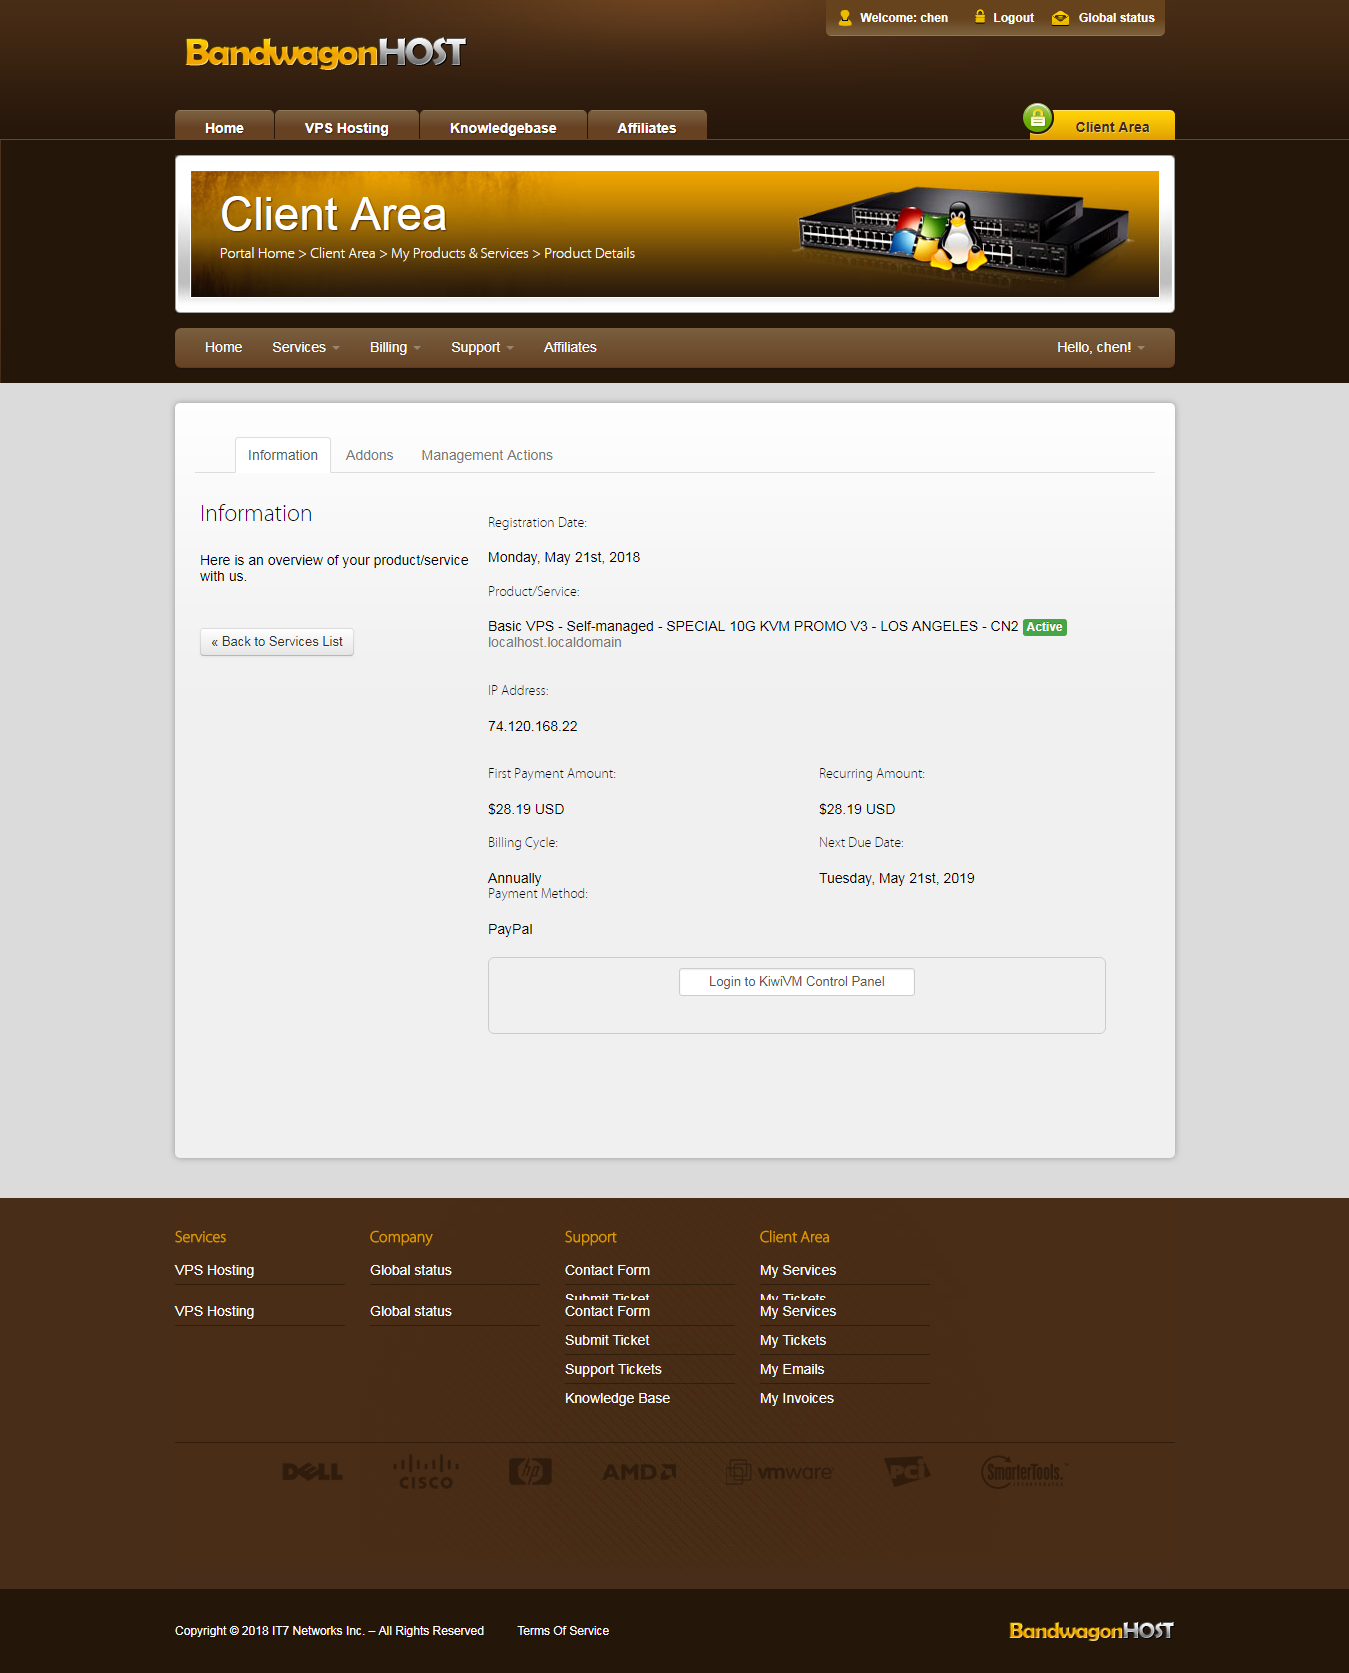 Welcome: chen
Logout
Global status
BandwagonHOST
Home
VPS Hosting
Knowledgebase
Affiliates
Client Area
Client Area
Portal Home > Client Area > My Products & Services > Product Details
Home
Services
Billing
Support
Affiliates
Hello, chen!
Information
Addons
Management Actions
Information
Here is an overview of your product/service
with us.
« Back to Services List
Registration Date:
Monday, May 21st, 2018
Product/Service:
Basic VPS - Self-managed - SPECIAL 10G KVM PROMO V3 - LOS ANGELES - CN2 Active
localhost.localdomain
IP Address:
74.120.168.22
First Payment Amount:
$28.19 USD
Recurring Amount:
$28.19 USD
Billing Cycle:
Annually
Next Due Date:
Tuesday, May 21st, 2019
Payment Method:
PayPal
Login to KiwiVM Control Panel
Services
VPS Hosting
VPS Hosting
Company
Global status
Global status
Support
Contact Form
Submit Ticket
Contact Form
Submit Ticket
Support Tickets
Knowledge Base
Client Area
My Services
My Tickets
My Services
My Tickets
My Emails
My Invoices
DELL
CISCO
hp
AMD
vmware
PCI
SmarterTools
Copyright © 2018 IT7 Networks Inc. – All Rights Reserved
Terms Of Service
BandwagonHOST